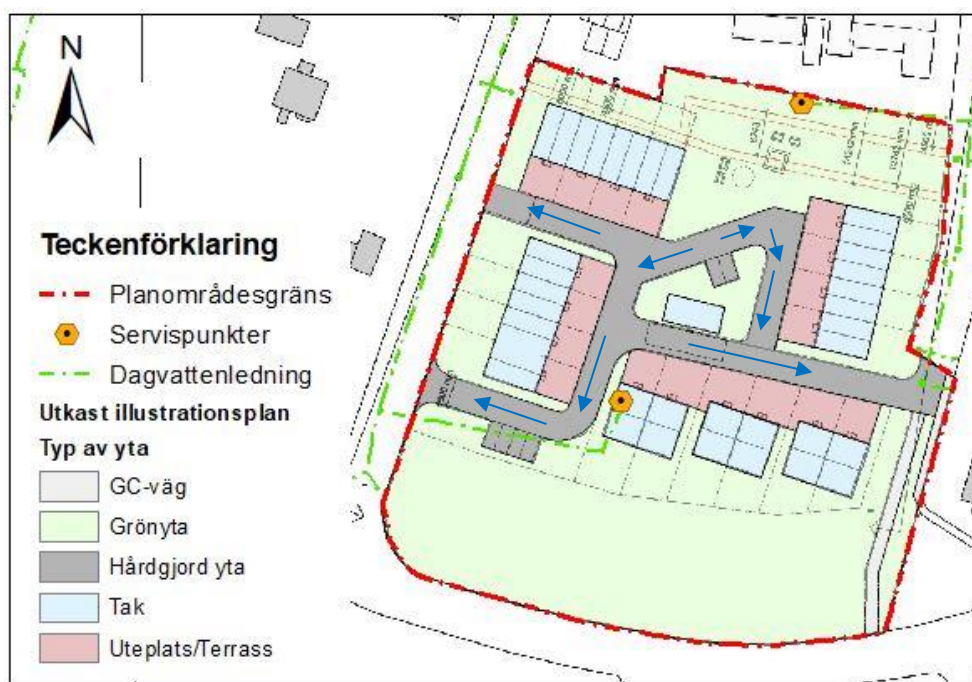 N
Teckenförklaring
Planområdesgräns
Servispunkter
Dagvattenledning
Utkast illustrationsplan
Typ av yta
GC-väg
Grönyta
Hårdgjord yta
Tak
Uteplats/Terrass